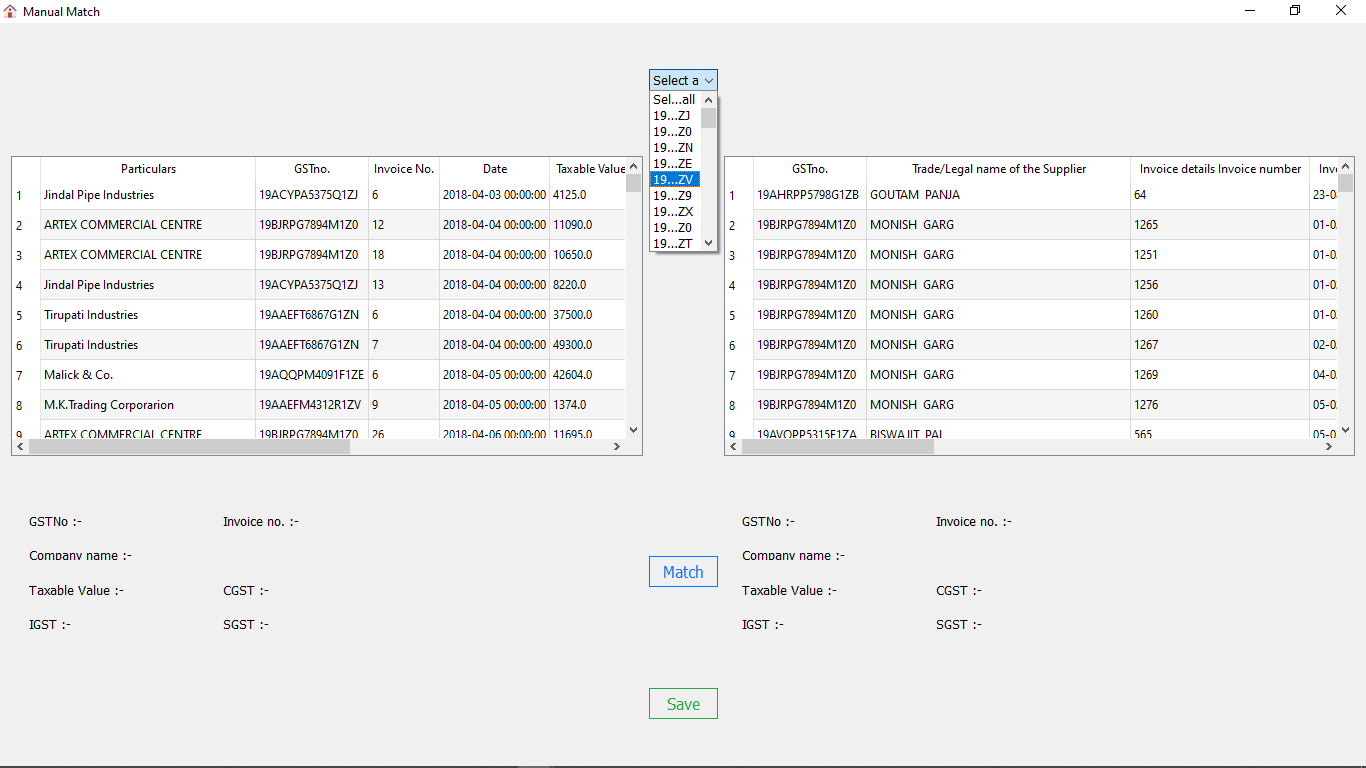 Manual Match
Select a
Sel...all
19...ZJ
19...Z0
19...ZN
19...ZE
19...ZV
19...Z9
19...ZX
19...Z0
19...ZT
Particulars GSTno. Invoice No. Date Taxable Value
1 Jindal Pipe Industries 19ACYPA5375Q1ZJ 6 2018-04-03 00:00:00 4125.0
2 ARTEX COMMERCIAL CENTRE 19BJRPG7894M1Z0 12 2018-04-04 00:00:00 11090.0
3 ARTEX COMMERCIAL CENTRE 19BJRPG7894M1Z0 18 2018-04-04 00:00:00 10650.0
4 Jindal Pipe Industries 19ACYPA5375Q1ZJ 13 2018-04-04 00:00:00 8220.0
5 Tirupati Industries 19AAEFT6867G1ZN 6 2018-04-04 00:00:00 37500.0
6 Tirupati Industries 19AAEFT6867G1ZN 7 2018-04-04 00:00:00 49300.0
7 Malick & Co. 19AQQPM4091F1ZE 6 2018-04-05 00:00:00 42604.0
8 M.K.Trading Corporarion 19AAEFM4312R1ZV 9 2018-04-05 00:00:00 1374.0
9 ARTEX COMMERCIAL CENTRE 19BJRPG7894M1Z0 26 2018-04-06 00:00:00 11695.0
GSTno. Trade/Legal name of the Supplier Invoice details Invoice number Inv
1 19AHRPP5798G1ZB GOUTAM PANJA 64 23-0
2 19BJRPG7894M1Z0 MONISH GARG 1265 01-0
3 19BJRPG7894M1Z0 MONISH GARG 1251 01-0
4 19BJRPG7894M1Z0 MONISH GARG 1256 01-0
5 19BJRPG7894M1Z0 MONISH GARG 1260 01-0
6 19BJRPG7894M1Z0 MONISH GARG 1267 02-0
7 19BJRPG7894M1Z0 MONISH GARG 1269 04-0
8 19BJRPG7894M1Z0 MONISH GARG 1276 05-0
9 19AVOPP5315F1ZA BISWAJIT PAL 565 05-0
GSTNo :- Invoice no. :-
Company name :-
Taxable Value :- CGST :-
IGST :- SGST :-
Match
Save
GSTNo :- Invoice no. :-
Company name :-
Taxable Value :- CGST :-
IGST :- SGST :-